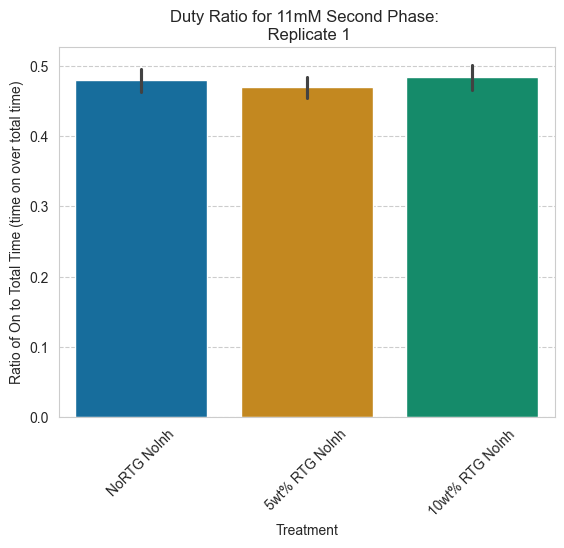 Duty Ratio for 11mM Second Phase:
Replicate 1
Ratio of On to Total Time (time on over total time)
0.5
0.4
0.3
0.2
0.1
0.0
NoRTG NoInh
5wt% RTG NoInh
10wt% RTG NoInh
Treatment